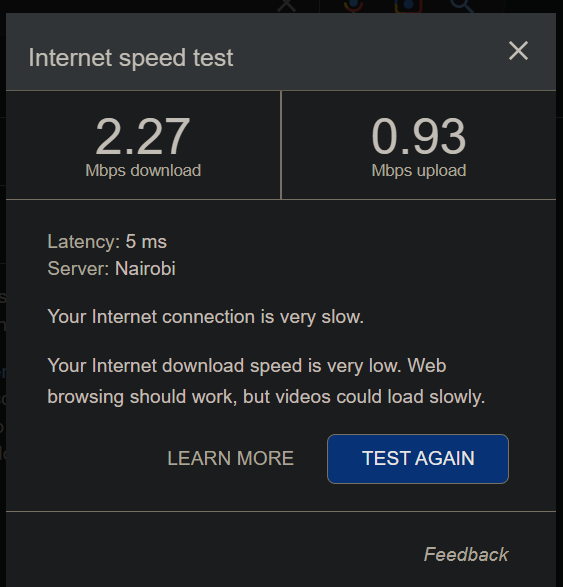 Internet speed test
2.27
Mbps download
0.93
Mbps upload
Latency: 5 ms
Server: Nairobi
Your Internet connection is very slow.
Your Internet download speed is very low. Web
browsing should work, but videos could load slowly.
LEARN MORE
TEST AGAIN
Feedback